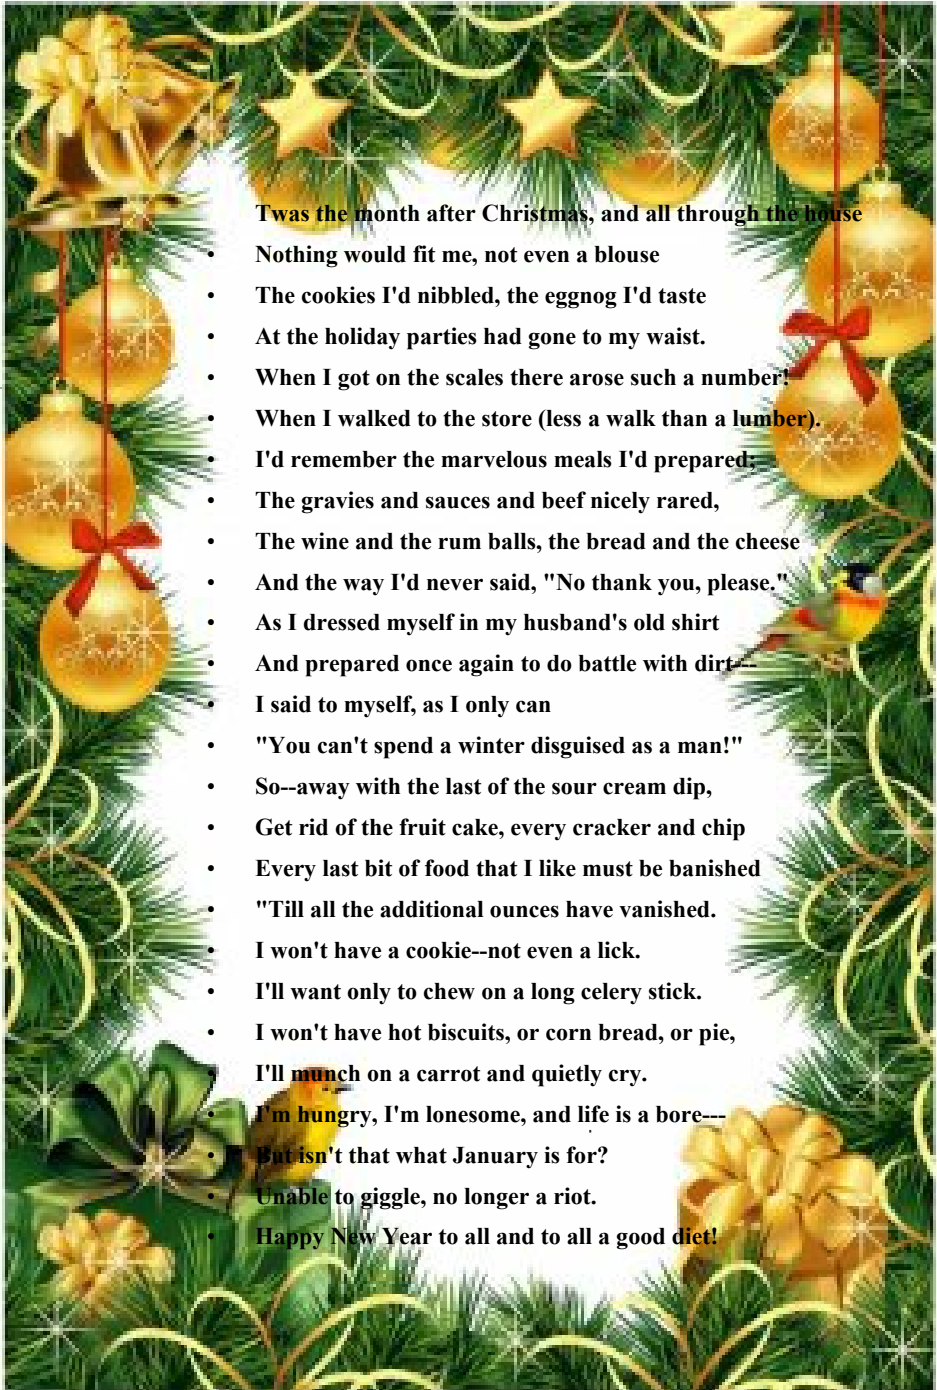 Twas the month after Christmas, and all through the house
• Nothing would fit me, not even a blouse
• The cookies I'd nibbled, the eggnog I'd taste
• At the holiday parties had gone to my waist.
• When I got on the scales there arose such a number!
• When I walked to the store (less a walk than a lumber).
• I'd remember the marvelous meals I'd prepared;
• The gravies and sauces and beef nicely rared,
• The wine and the rum balls, the bread and the cheese
• And the way I'd never said, "No thank you, please."
• As I dressed myself in my husband's old shirt
• And prepared once again to do battle with dirt---
• I said to myself, as I only can
• "You can't spend a winter disguised as a man!"
• So--away with the last of the sour cream dip,
• Get rid of the fruit cake, every cracker and chip
• Every last bit of food that I like must be banished
• "Till all the additional ounces have vanished.
• I won't have a cookie--not even a lick.
• I'll want only to chew on a long celery stick.
• I won't have hot biscuits, or corn bread, or pie,
• I'll munch on a carrot and quietly cry.
• I'm hungry, I'm lonesome, and life is a bore---
• But isn't that what January is for?
• Unable to giggle, no longer a riot.
• Happy New Year to all and to all a good diet!